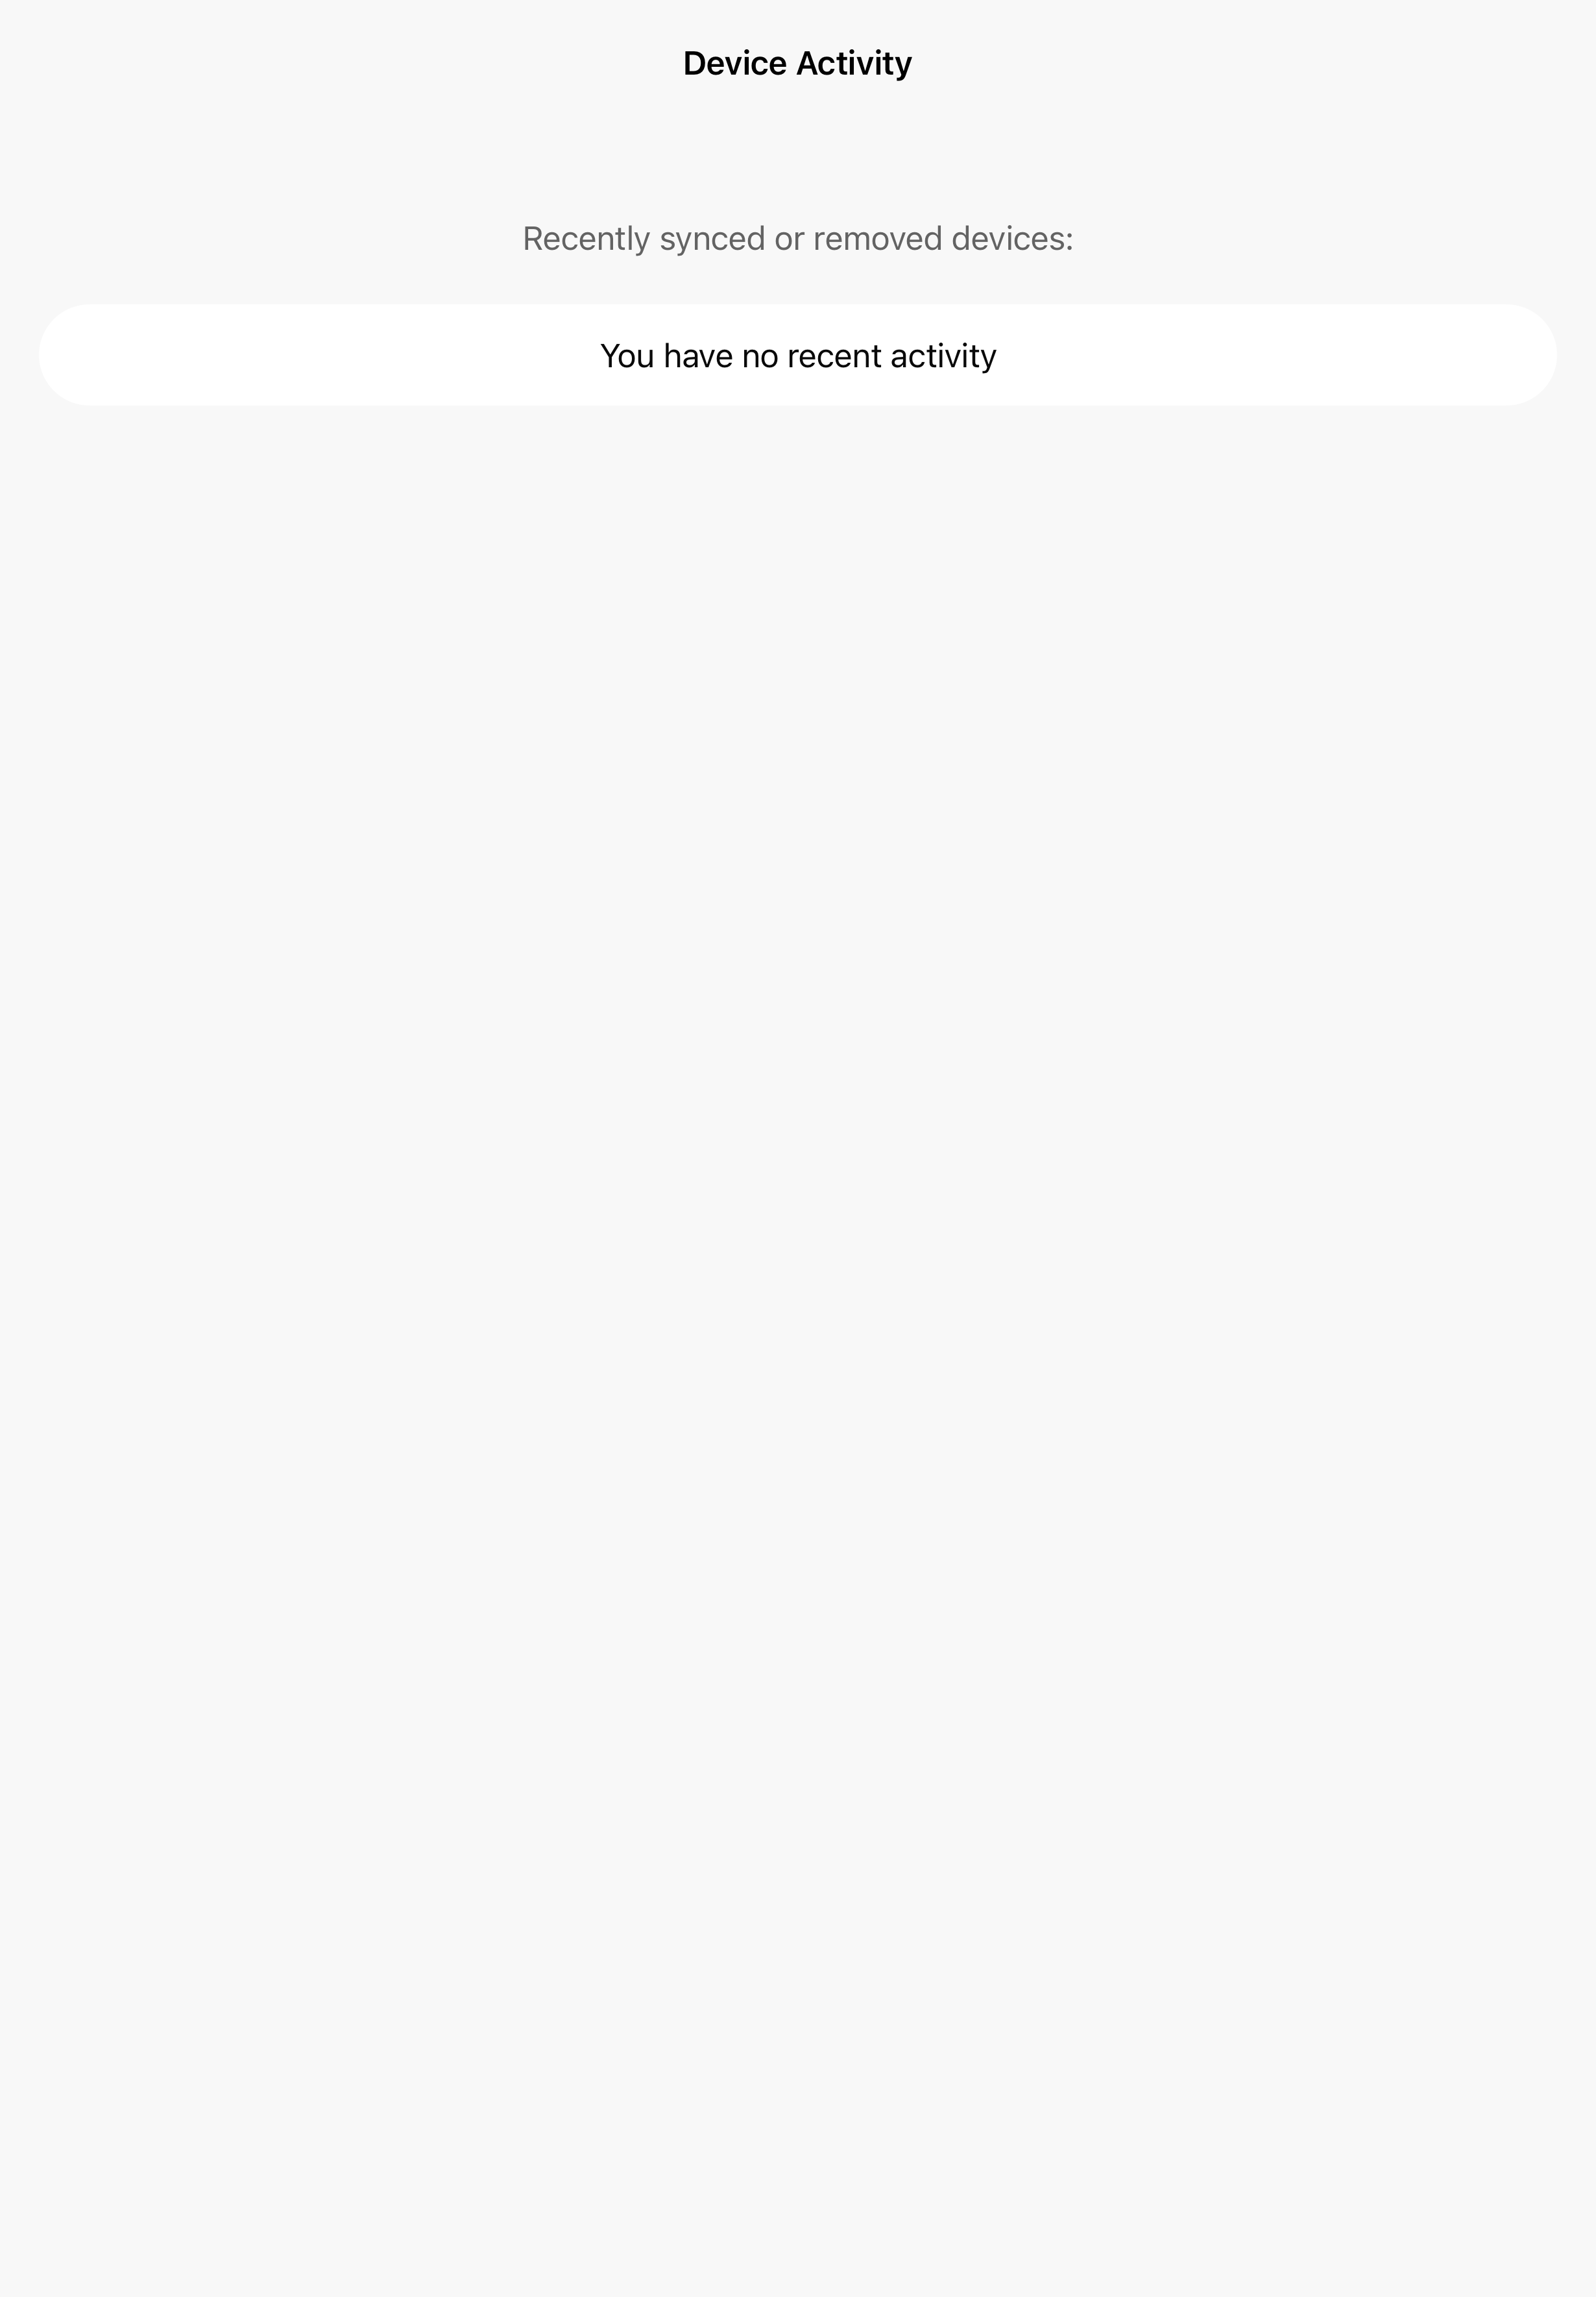 Device Activity
Recently synced or removed devices:
You have no recent activity